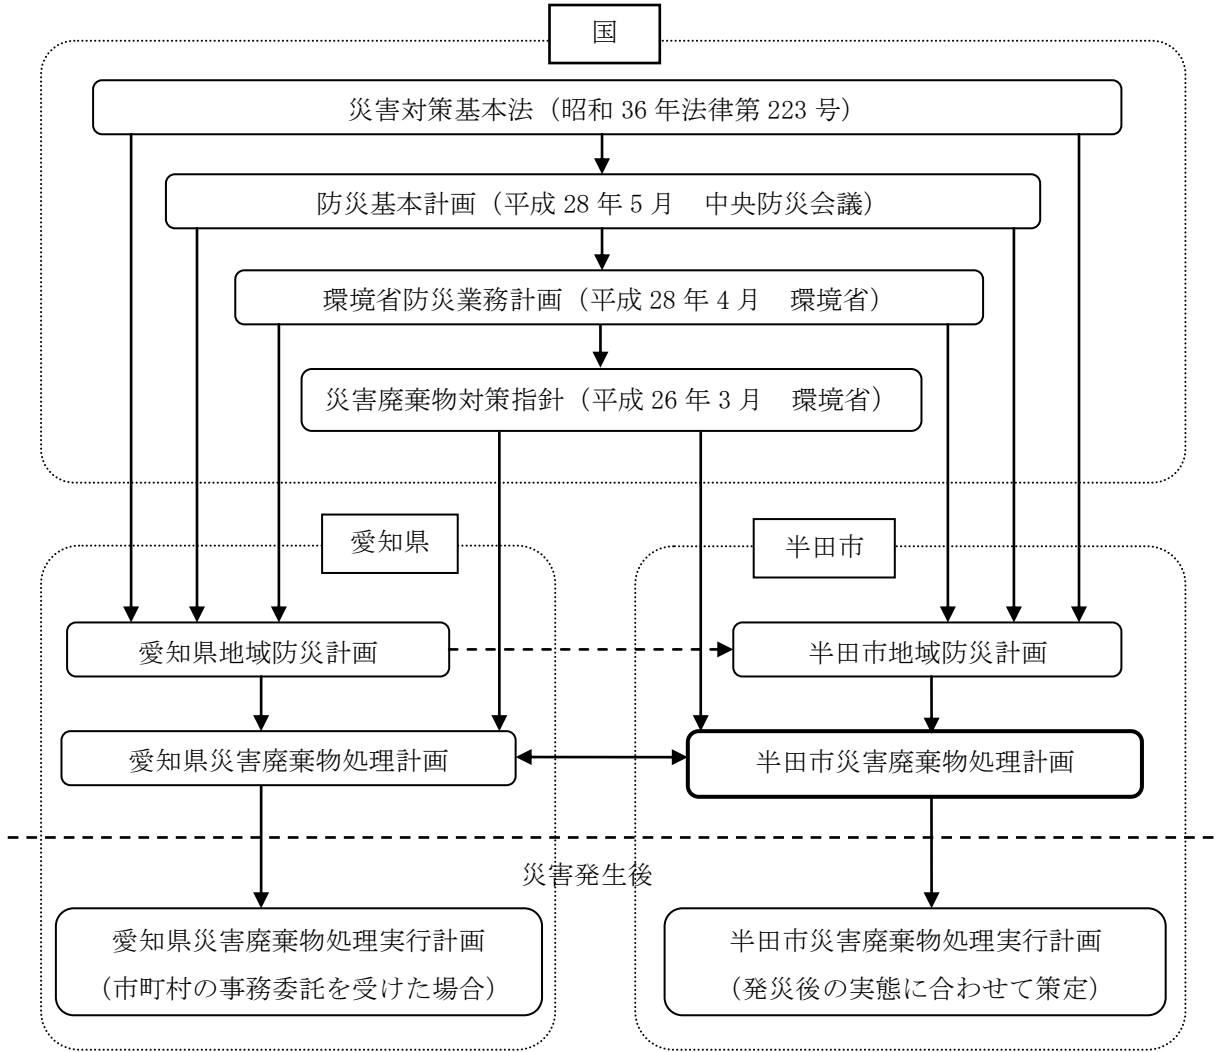 国
災害対策基本法（昭和 36 年法律第 223 号）
防災基本計画（平成 28 年 5 月　中央防災会議）
環境省防災業務計画（平成 28 年 4 月　環境省）
災害廃棄物対策指針（平成 26 年 3 月　環境省）
愛知県
半田市
愛知県地域防災計画
半田市地域防災計画
愛知県災害廃棄物処理計画
半田市災害廃棄物処理計画
災害発生後
愛知県災害廃棄物処理実行計画
（市町村の事務委託を受けた場合）
半田市災害廃棄物処理実行計画
（発災後の実態に合わせて策定）